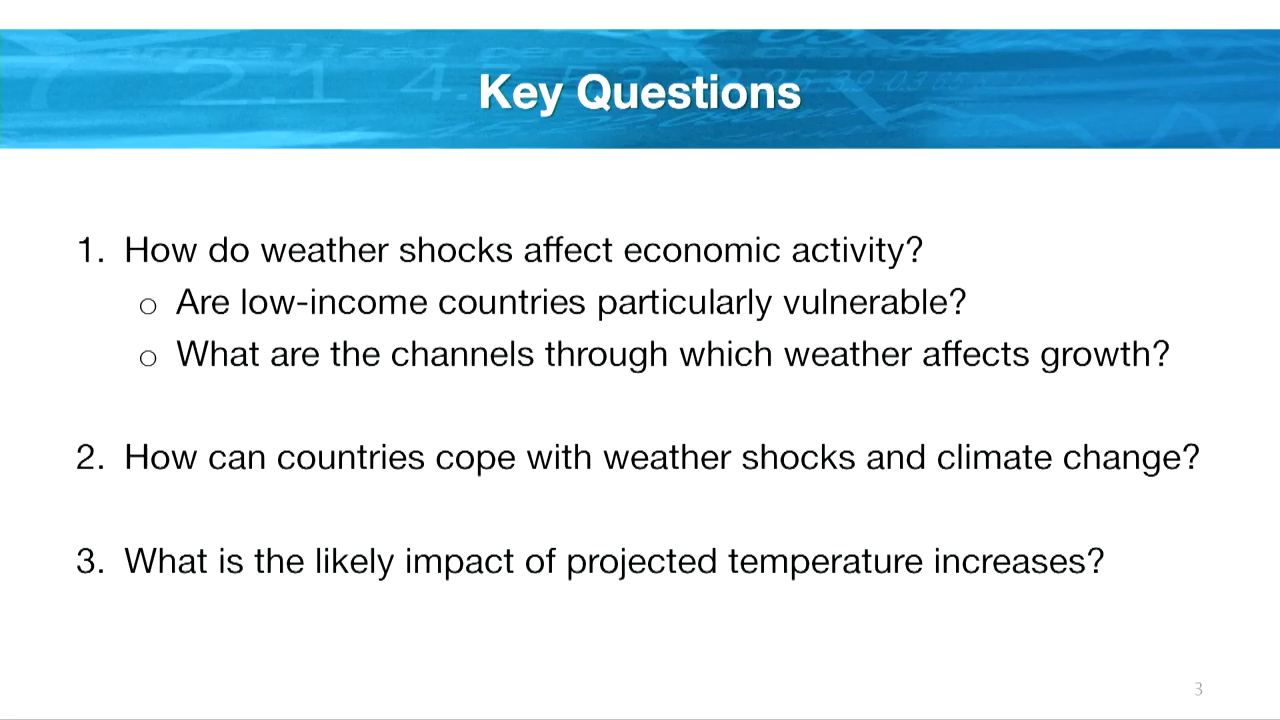 Key Questions
1. How do weather shocks affect economic activity?
o Are low-income countries particularly vulnerable?
o What are the channels through which weather affects growth?
2. How can countries cope with weather shocks and climate change?
3. What is the likely impact of projected temperature increases?
3